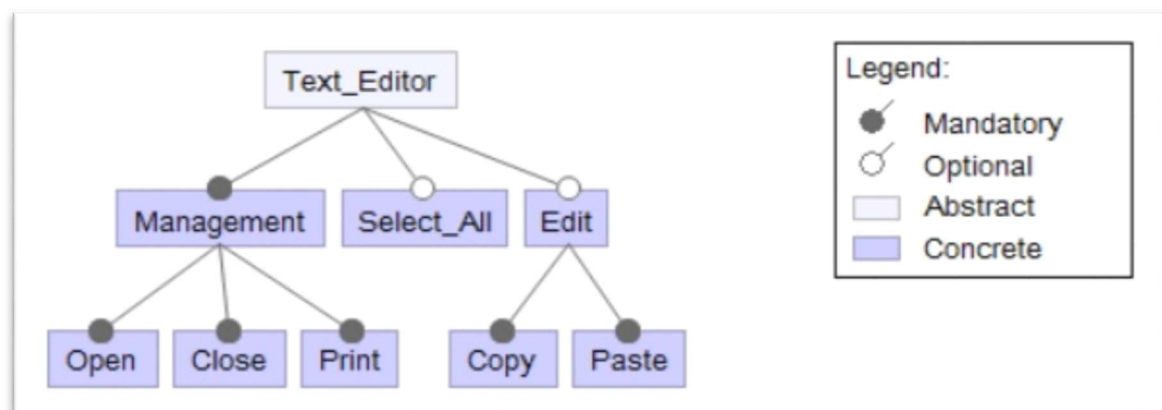 Text_Editor
Management
Select_All
Edit
Open
Close
Print
Copy
Paste
Legend:
Mandatory
Optional
Abstract
Concrete